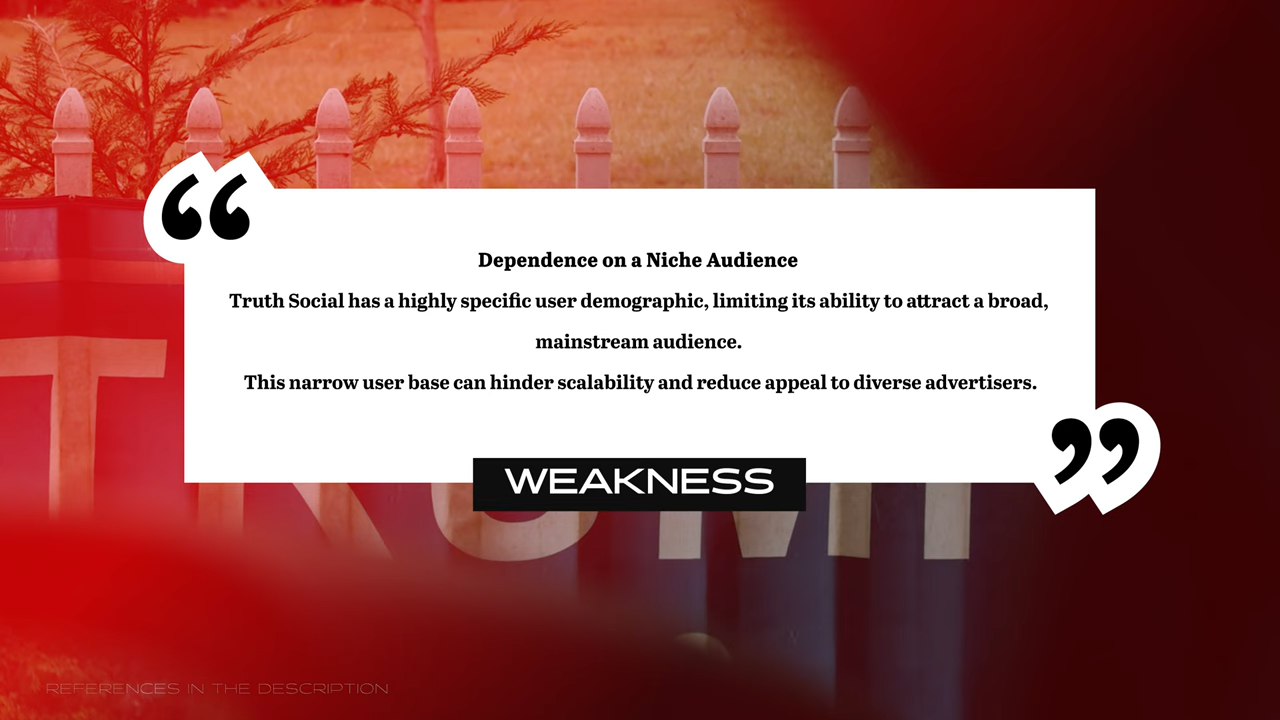 “
Dependence on a Niche Audience
Truth Social has a highly specific user demographic, limiting its ability to attract a broad,
mainstream audience.
This narrow user base can hinder scalability and reduce appeal to diverse advertisers.
”
WEAKNESS
REFERENCES IN THE DESCRIPTION